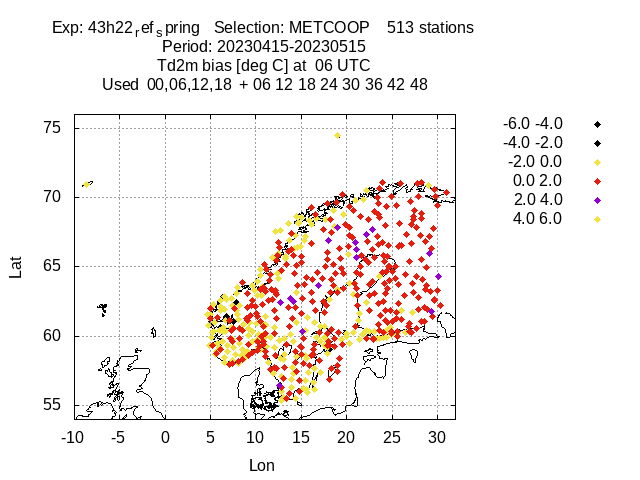 Exp: 43h22refspring Selection: METCOOP 513 stations
Period: 20230415-20230515
Td2m bias [deg C] at 06 UTC
Used 00,06,12,18 + 06 12 18 24 30 36 42 48
-6.0 -4.0
-4.0 -2.0
-2.0 0.0
0.0 2.0
2.0 4.0
4.0 6.0
75
70
65
60
55
Lat
-10 -5 0 5 10 15 20 25 30
Lon